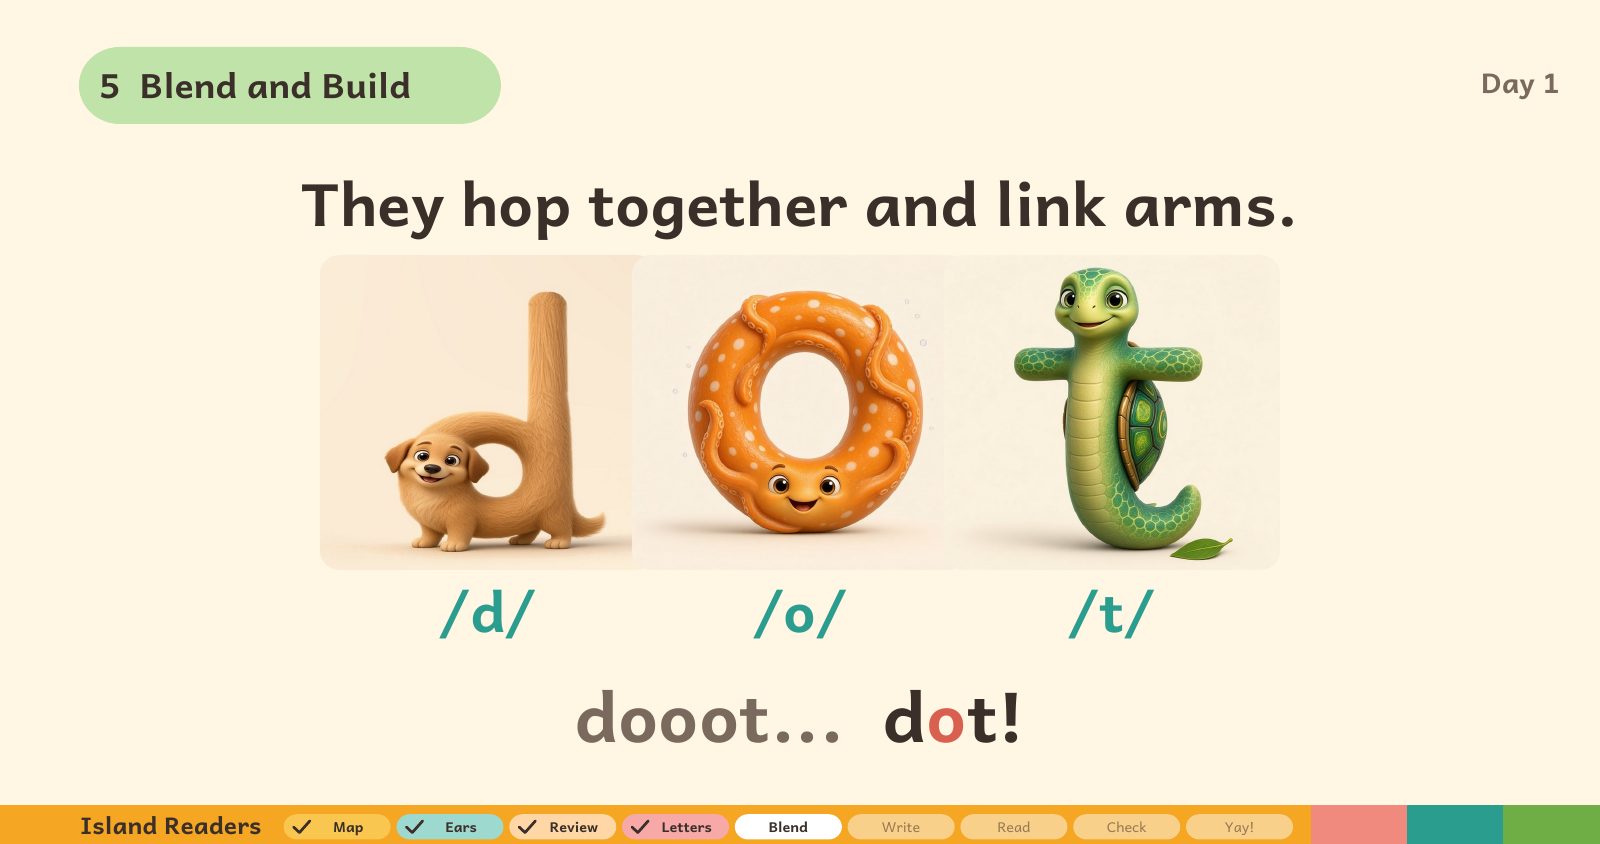 5 Blend and Build
Day 1
They hop together and link arms.
/d/ /o/ /t/
dooot... dot!
Island Readers Map Ears Review Letters Blend Write Read Check Yay!